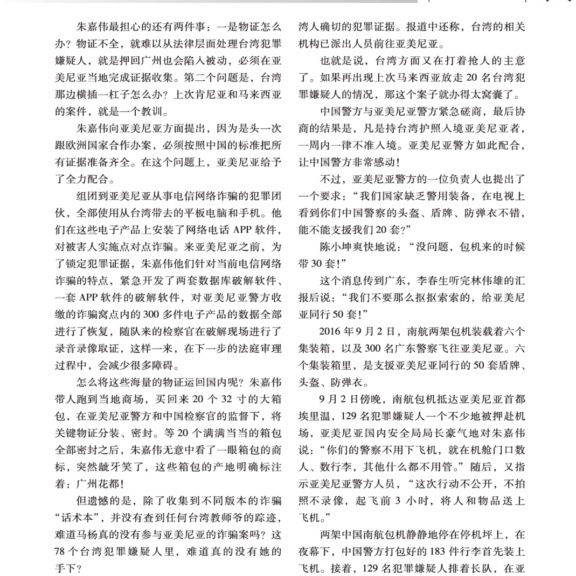 朱嘉伟最担心的还有两件事：一是物证怎么
办？物证不全，就难以从法律层面处理台湾犯罪
嫌疑人，就是押回广州也会陷入被动，必须在亚
美尼亚当地完成证据收集。第二个问题是，台湾
那边横插一杠子怎么办？上次肯尼亚和马来西亚
的案件，就是一个教训。
朱嘉伟向亚美尼亚方面提出，因为是头一次
跟欧洲国家合作办案，必须按照中国的标准把所
有证据准备齐全。在这个问题上，亚美尼亚给予
了全力配合。
组团到亚美尼亚从事电信网络诈骗的犯罪团
伙，全部使用从台湾带去的平板电脑和手机。他
们在这些电子产品上安装了网络电话 APP 软件，
对被害人实施点对点诈骗。来亚美尼亚之前，为
了锁定犯罪证据，朱嘉伟他们针对当前电信网络
诈骗的特点，紧急开发了两套数据库破解软件、
一套 APP 软件的破解软件，对亚美尼亚警方收
缴的诈骗窝点内的 300 多件电子产品的数据全部
进行了恢复，随队来的检察官在破解现场进行了
录音录像取证，这样一来，在下一步的法庭审理
过程中，会减少很多障碍。
怎么将这些海量的物证运回国内呢？朱嘉伟
带人跑到当地商场，买回来 20 个 32 寸的大箱
包，在亚美尼亚警方和中国检察官的监督下，将
关键物证分装、密封。等 20 个满满当当的箱包
全部密封之后，朱嘉伟无意中看了一眼箱包的商
标，突然龇牙笑了，这些箱包的产地明确标注
着：广州花都！
但遗憾的是，除了收集到不同版本的诈骗
“话术本”，并没有查到任何台湾教师爷的踪迹，
难道马杨真的没有参与亚美尼亚的诈骗案吗？这
78 个台湾犯罪嫌疑人里，难道真的没有她的
手下？
湾人确切的犯罪证据。报道中还称，台湾的相关
机构已派出人员前往亚美尼亚。
也就是说，台湾方面又在打着抢人的主意
了。如果再出现上次马来西亚放走 20 名台湾犯
罪嫌疑人的情况，那这个案子就办得太窝囊了。
中国警方与亚美尼亚警方紧急磋商，最后协
商的结果是，凡是持台湾护照入境亚美尼亚者，
一周内一律不准入境。亚美尼亚警方如此配合，
让中国警方非常感动！
不过，亚美尼亚警方的一位负责人也提出了
一个要求：“我们国家缺乏警用装备，在电视上
看到你们中国警察的头盔、盾牌、防弹衣不错，
能不能支援我们 20 套？”
陈小坤爽快地说：“没问题，包机来的时候
带 30 套！”
这个消息传到广东，李春生听完林伟雄的汇
报后说：“我们不要那么抠抠索索的，给亚美尼
亚同行 50 套！”
2016 年 9 月 2 日，南航两架包机装载着六个
集装箱，以及 300 名广东警察飞往亚美尼亚。六
个集装箱里，是支援亚美尼亚同行的 50 套盾牌、
头盔、防弹衣。
9 月 2 日傍晚，南航包机抵达亚美尼亚首都
埃里温，129 名犯罪嫌疑人一个不少地被押赴机
场，亚美尼亚国内安全局局长豪气地对朱嘉伟
说：“你们的警察不用下飞机，就在机舱门口数
人、数行李，其他什么都不用管。”随后，又指
示亚美尼亚警方人员，“这次行动不公开，不拍
照不录像，起飞前 3 小时，将人和物品送上
飞机。”
两架中国南航包机静静地停在停机坪上，在
夜幕下，中国警方打包好的 183 件行李首先装上
飞机。接着，129 名犯罪嫌疑人排着长队，在亚